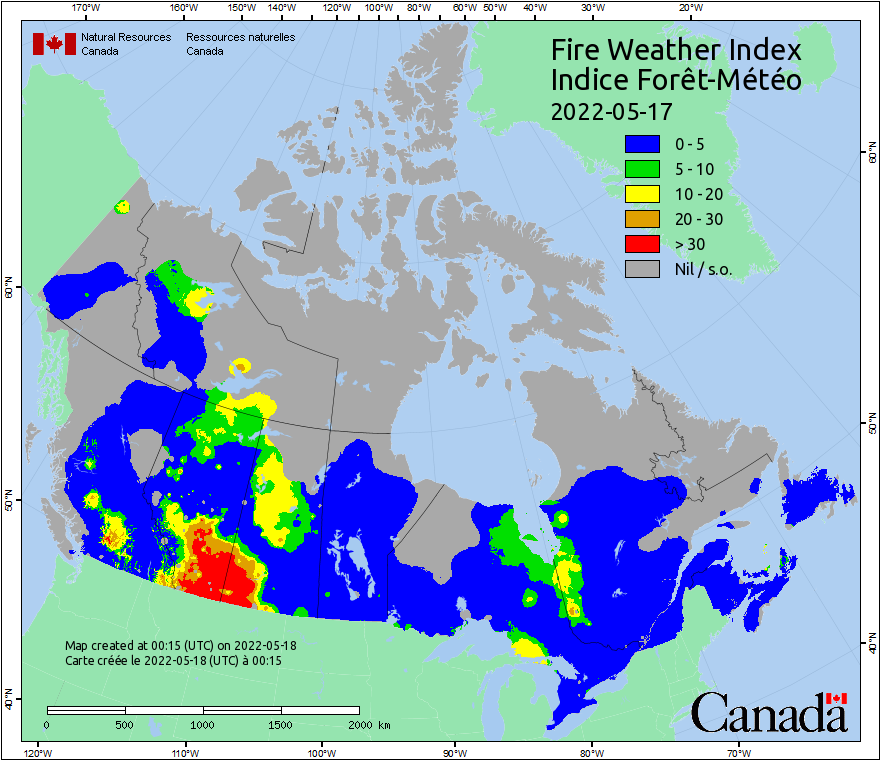 170°W 160°W 150°W 140°W 130°W 120°W 110°W 100°W 90°W 80°W 70°W 60°W 50°W 40°W 30°W 20°W
Natural Resources Ressources naturelles
Canada Canada
Fire Weather Index
Indice Forêt-Météo
2022-05-17
0 - 5
5 - 10
10 - 20
20 - 30
> 30
Nil / s.o.
60°N
60°N
50°N
50°N
40°N
40°N
Map created at 00:15 (UTC) on 2022-05-18
Carte créée le 2022-05-18 (UTC) à 00:15
0 500 1000 1500 2000 km
Canada
120°W 110°W 100°W 90°W 80°W 70°W